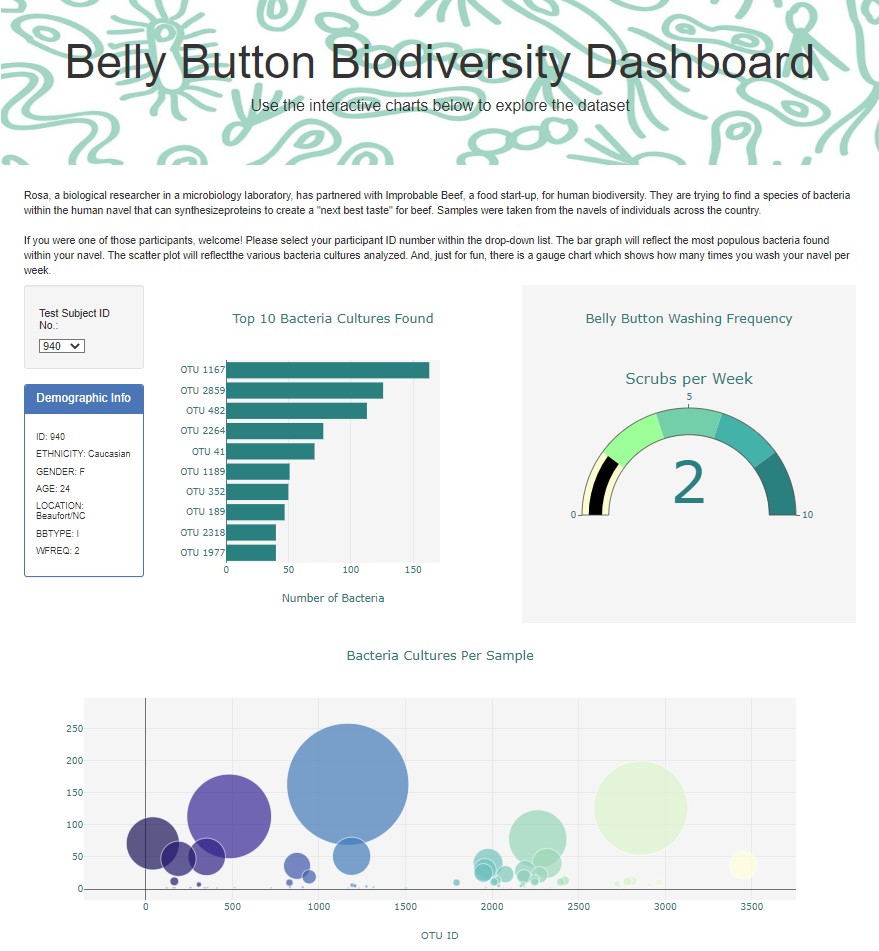 Belly Button Biodiversity Dashboard
Use the interactive charts below to explore the dataset
Rosa, a biological researcher in a microbiology laboratory, has partnered with Improbable Beef, a food start-up, for human biodiversity. They are trying to find a species of bacteria
within the human navel that can synthesizeproteins to create a "next best taste" for beef. Samples were taken from the navels of individuals across the country.
If you were one of those participants, welcome! Please select your participant ID number within the drop-down list. The bar graph will reflect the most populous bacteria found
within your navel. The scatter plot will reflectthe various bacteria cultures analyzed. And, just for fun, there is a gauge chart which shows how many times you wash your navel per
week.
Test Subject ID
No.:
940
Demographic Info
ID: 940
ETHNICITY: Caucasian
GENDER: F
AGE: 24
LOCATION:
Beaufort/NC
BBTYPE: I
WFREQ: 2
Top 10 Bacteria Cultures Found
OTU 1167
OTU 2859
OTU 482
OTU 2264
OTU 41
OTU 1189
OTU 352
OTU 189
OTU 2318
OTU 1977
0 50 100 150
Number of Bacteria
Belly Button Washing Frequency
Scrubs per Week
5
2
0 10
Bacteria Cultures Per Sample
250
200
150
100
50
0
0 500 1000 1500 2000 2500 3000 3500
OTU ID